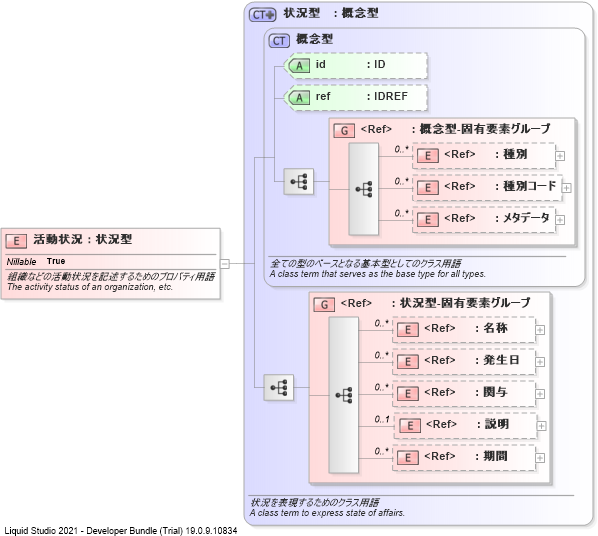 CT 状況型 : 概念型
CT 概念型
A id : ID
A ref : IDREF
G <Ref> : 概念型-固有要素グループ
0..*
E <Ref> : 種別
0..*
E <Ref> : 種別コード
0..*
E <Ref> : メタデータ
全ての型のベースとなる基本型としてのクラス用語
A class term that serves as the base type for all types.
E 活動状況 : 状況型
Nillable True
組織などの活動状況を記述するためのプロパティ用語
The activity status of an organization, etc.
G <Ref> : 状況型-固有要素グループ
0..*
E <Ref> : 名称
0..*
E <Ref> : 発生日
0..*
E <Ref> : 関与
0..1
E <Ref> : 説明
0..*
E <Ref> : 期間
状況を表現するためのクラス用語
A class term to express state of affairs.
Liquid Studio 2021 - Developer Bundle (Trial) 19.0.9.10834